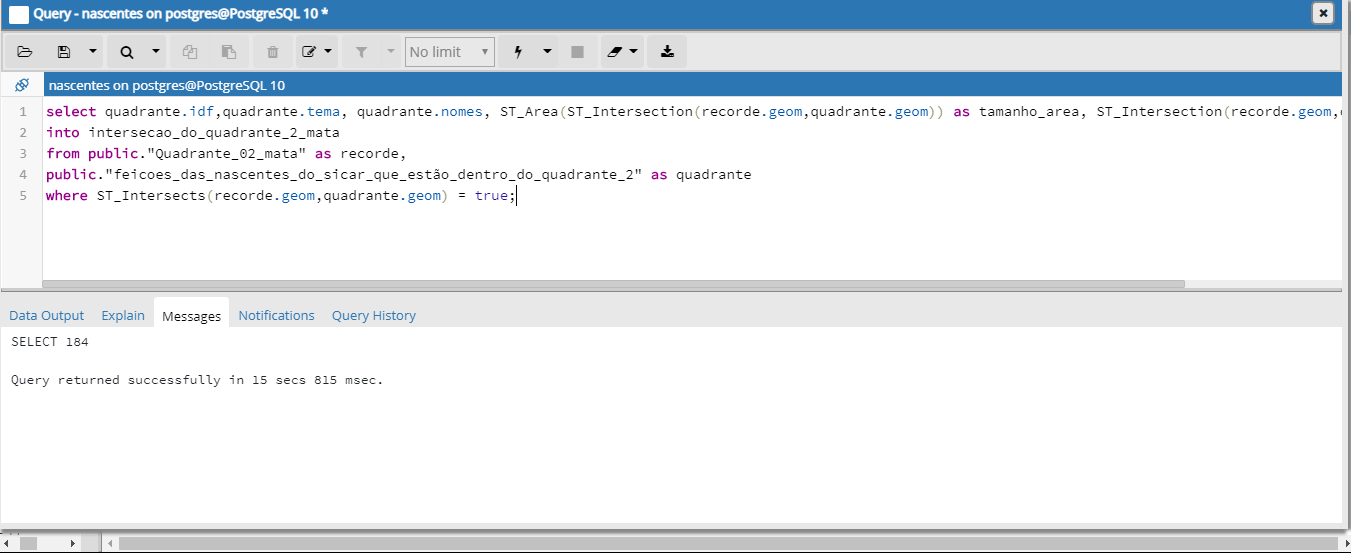 Query - nascentes on postgres@PostgreSQL 10 *
No limit
nascentes on postgres@PostgreSQL 10
1 select quadrante.idf,quadrante.tema, quadrante.nomes, ST_Area(ST_Intersection(recorde.geom,quadrante.geom)) as tamanho_area, ST_Intersection(recorde.geom,
2 into intersecao_do_quadrante_2_mata
3 from public."Quadrante_02_mata" as recorde,
4 public."feicoes_das_nascentes_do_sicar_que_estão_dentro_do_quadrante_2" as quadrante
5 where ST_Intersects(recorde.geom,quadrante.geom) = true;
Data Output Explain Messages Notifications Query History
SELECT 184
Query returned successfully in 15 secs 815 msec.